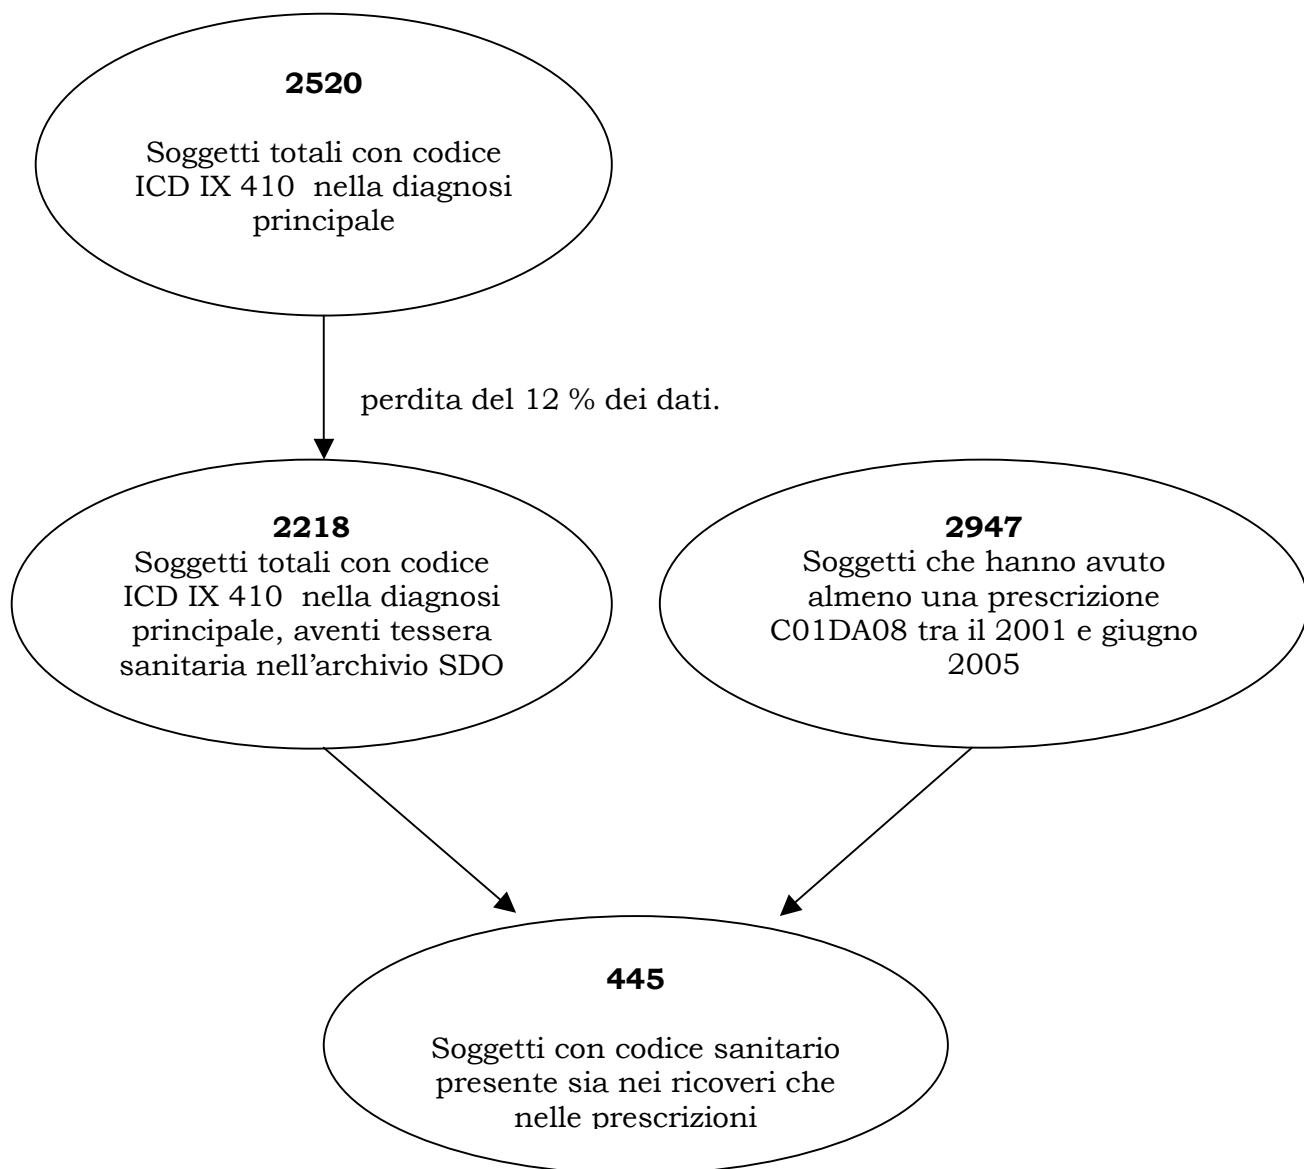 2520
Soggetti totali con codice
ICD IX 410 nella diagnosi
principale
perdita del 12 % dei dati.
2218
Soggetti totali con codice
ICD IX 410 nella diagnosi
principale, aventi tessera
sanitaria nell’archivio SDO
2947
Soggetti che hanno avuto
almeno una prescrizione
C01DA08 tra il 2001 e giugno
2005
445
Soggetti con codice sanitario
presente sia nei ricoveri che
nelle prescrizioni